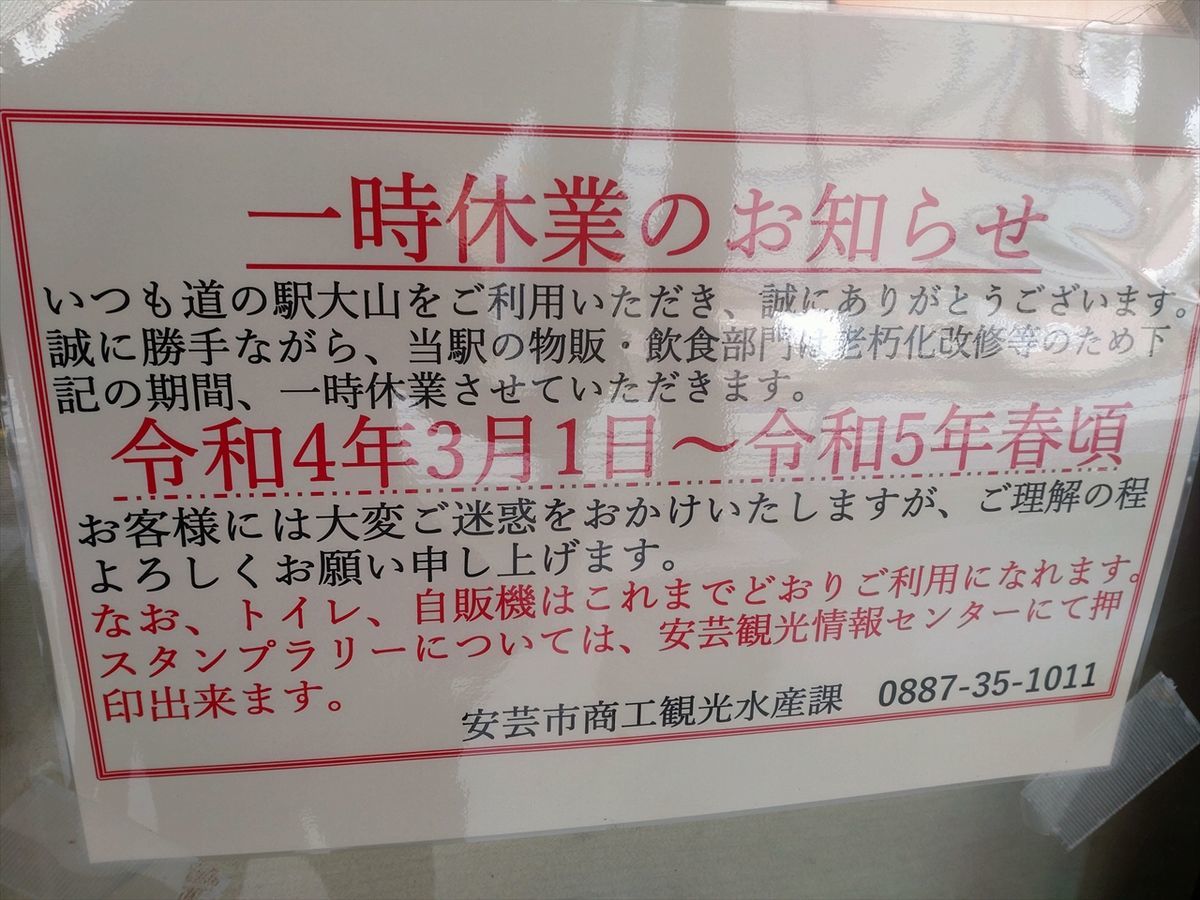 一時休業のお知らせ
いつも道の駅大山をご利用いただき、誠にありがとうございます。
誠に勝手ながら、当駅の物販・飲食部門は老朽化改修等のため下
記の期間、一時休業させていただきます。
令和4年3月1日～令和5年春頃
お客様には大変ご迷惑をおかけいたしますが、ご理解の程
よろしくお願い申し上げます。
なお、トイレ、自販機はこれまでどおりご利用になれます。
スタンプラリーについては、安芸観光情報センターにて押
印出来ます。
安芸市商工観光水産課 0887-35-1011